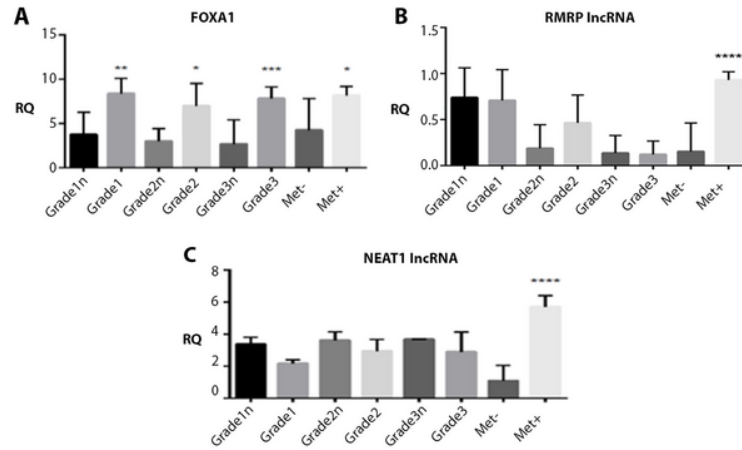 A
FOXA1
15
10
5
0
RQ
** * *** *
Grade1n Grade1 Grade2n Grade2 Grade3n Grade3 Met- Met+
B
RMRP lncRNA
1.5
1.0
0.5
0.0
RQ
****
Grade1n Grade1 Grade2n Grade2 Grade3n Grade3 Met- Met+
C
NEAT1 lncRNA
8
6
4
2
0
RQ
****
Grade1n Grade1 Grade2n Grade2 Grade3n Grade3 Met- Met+